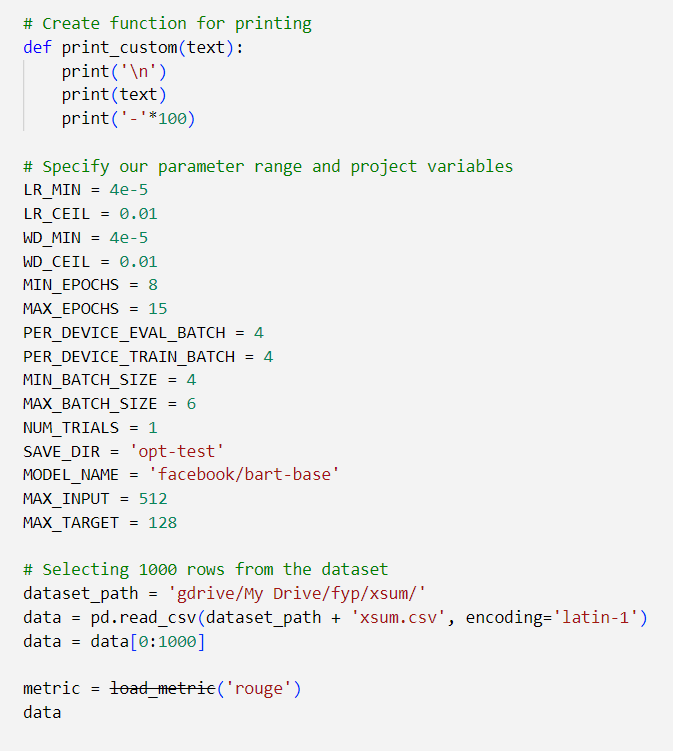 # Create function for printing
def print_custom(text):
    print('\n')
    print(text)
    print('-'*100)

# Specify our parameter range and project variables
LR_MIN = 4e-5
LR_CEIL = 0.01
WD_MIN = 4e-5
WD_CEIL = 0.01
MIN_EPOCHS = 8
MAX_EPOCHS = 15
PER_DEVICE_EVAL_BATCH = 4
PER_DEVICE_TRAIN_BATCH = 4
MIN_BATCH_SIZE = 4
MAX_BATCH_SIZE = 6
NUM_TRIALS = 1
SAVE_DIR = 'opt-test'
MODEL_NAME = 'facebook/bart-base'
MAX_INPUT = 512
MAX_TARGET = 128

# Selecting 1000 rows from the dataset
dataset_path = 'gdrive/My Drive/fyp/xsum/'
data = pd.read_csv(dataset_path + 'xsum.csv', encoding='latin-1')
data = data[0:1000]

metric = load_metric('rouge')
data